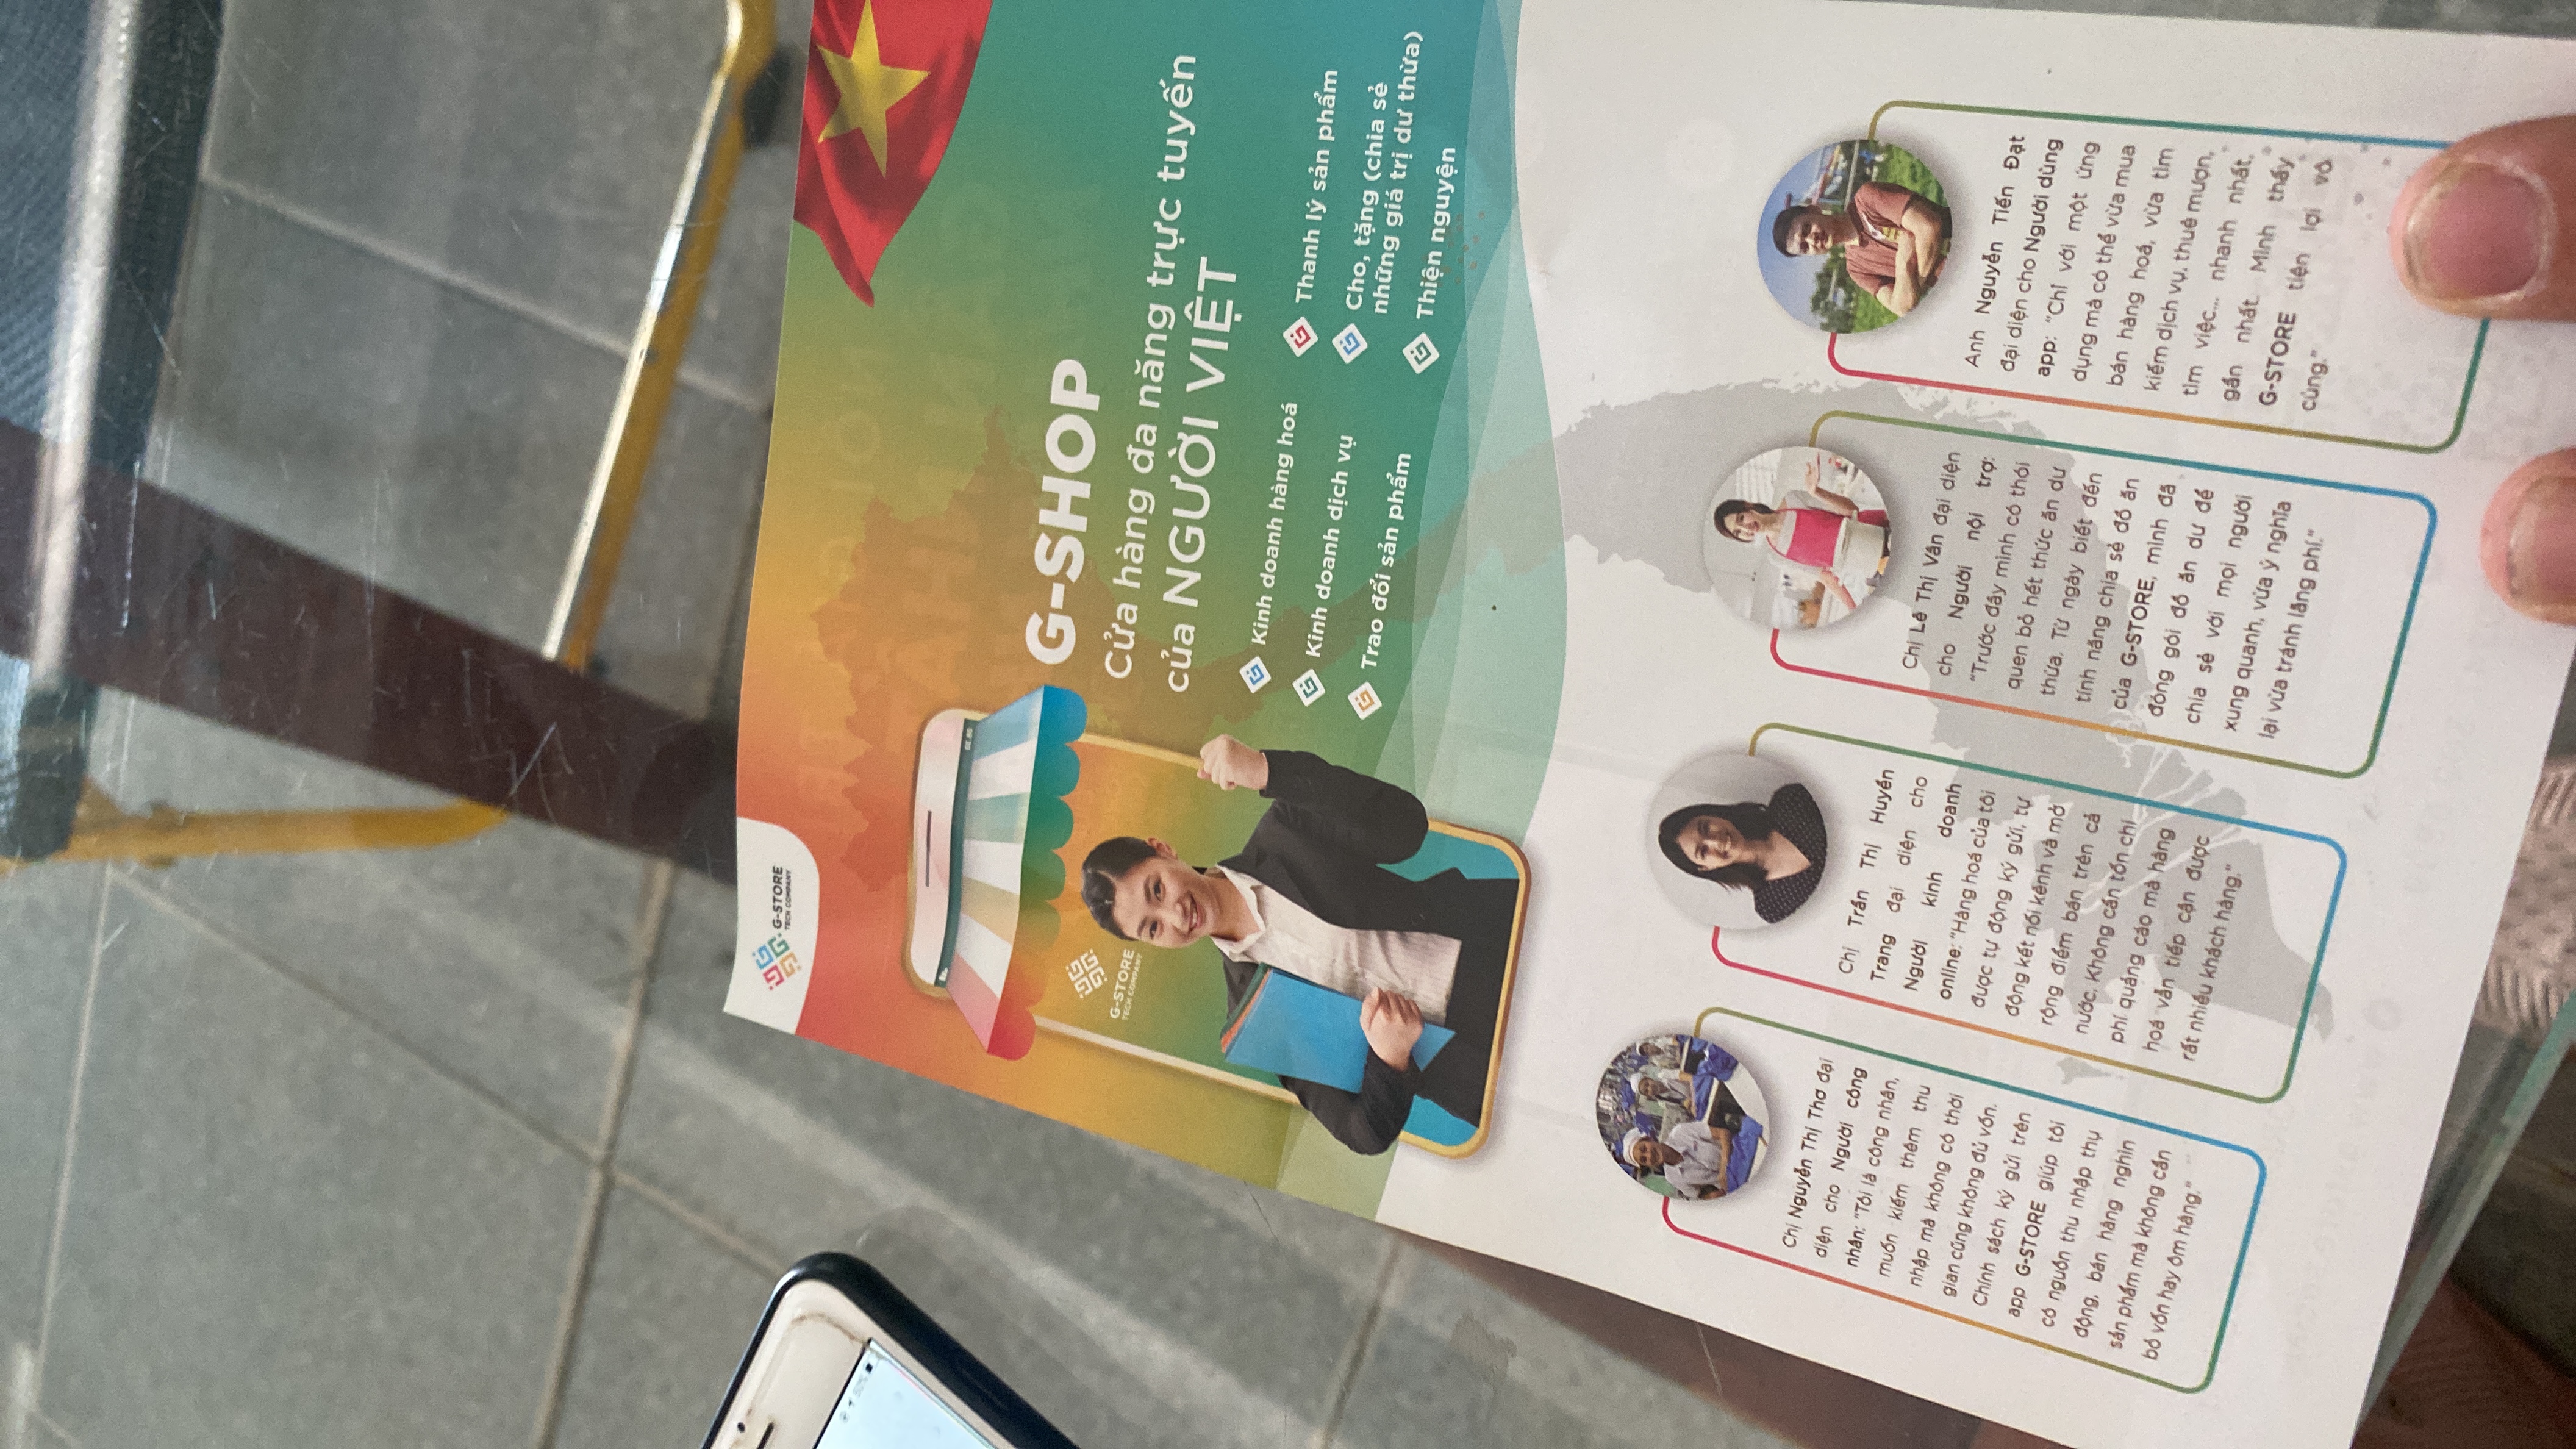 G-STORE
TECH COMPANY
G-STORE
TECH COMPANY
G-SHOP
Cửa hàng đa năng trực tuyến
của NGƯỜI VIỆT
Kinh doanh hàng hoá
Kinh doanh dịch vụ
Trao đổi sản phẩm
Thanh lý sản phẩm
Cho, tặng (chia sẻ
những giá trị dư thừa)
Thiện nguyện
Chị Nguyễn Thị Thơ đại
diện cho Người công
nhân: "Tôi là công nhân,
muốn kiếm thêm thu
nhập mà không có thời
gian cũng không đủ vốn.
Chính sách ký gửi trên
app G-STORE giúp tôi
có nguồn thu nhập thụ
động, bán hàng nghìn
sản phẩm mà không cần
bỏ vốn hay ôm hàng."
Chị Trần Thị Huyền
Trang đại diện cho
Người kinh doanh
online: "Hàng hoá của tôi
được tự động ký gửi, tự
động kết nối kênh và mở
rộng điểm bán trên cả
nước. Không cần tốn chi
phí quảng cáo mà hàng
hoá vẫn tiếp cận được
rất nhiều khách hàng."
Chị Lê Thị Vân đại diện
cho Người nội trợ:
"Trước đây mình có thói
quen bỏ hết thức ăn dư
thừa. Từ ngày biết đến
tính năng chia sẻ đồ ăn
của G-STORE, mình đã
đóng gói đồ ăn dư để
chia sẻ với mọi người
xung quanh, vừa ý nghĩa
lại vừa tránh lãng phí."
Anh Nguyễn Tiến Đạt
đại diện cho Người dùng
app: "Chỉ với một ứng
dụng mà có thể vừa mua
bán hàng hoá, vừa tìm
kiếm dịch vụ, thuê mượn,
tìm việc... nhanh nhất,
gần nhất. Mình thấy
G-STORE tiện lợi vô
cùng."